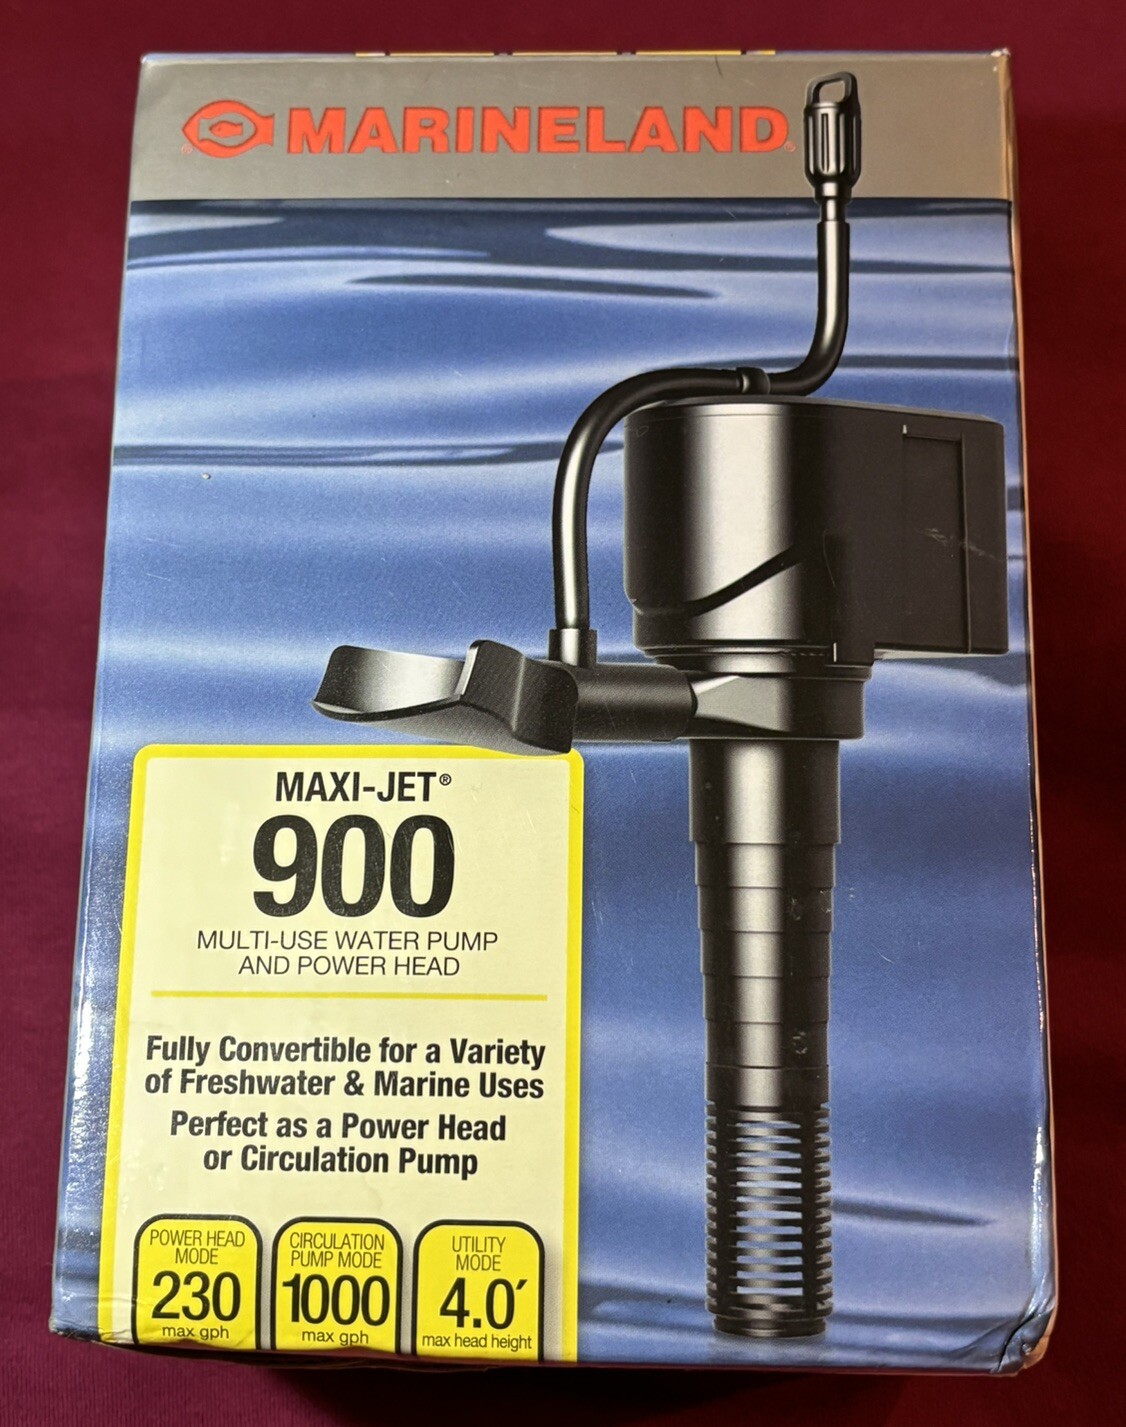 MARINELAND®
MAXI-JET®
900
MULTI-USE WATER PUMP
AND POWER HEAD
Fully Convertible for a Variety
of Freshwater & Marine Uses
Perfect as a Power Head
or Circulation Pump
POWER HEAD
MODE
230
max gph
CIRCULATION
PUMP MODE
1000
max gph
UTILITY
MODE
4.0′
max head height